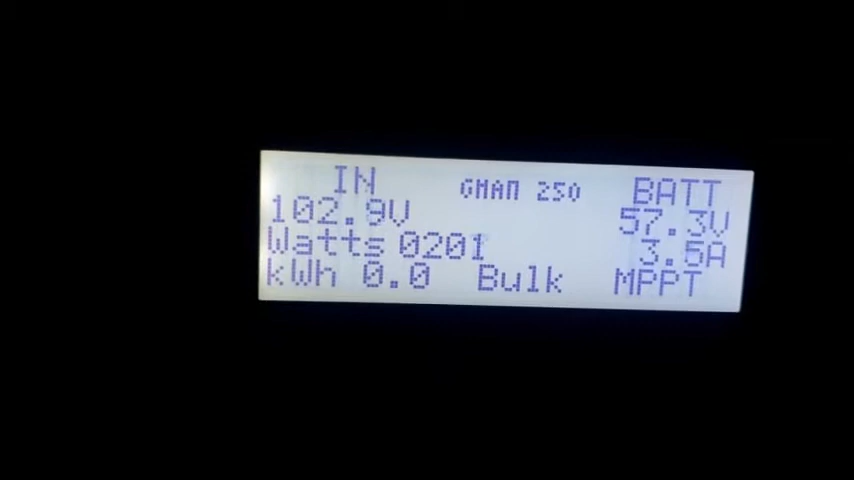 IN GMAN 250 BATT
102.9V 57.3V
Watts 0201 3.5A
kWh 0.0 Bulk MPPT